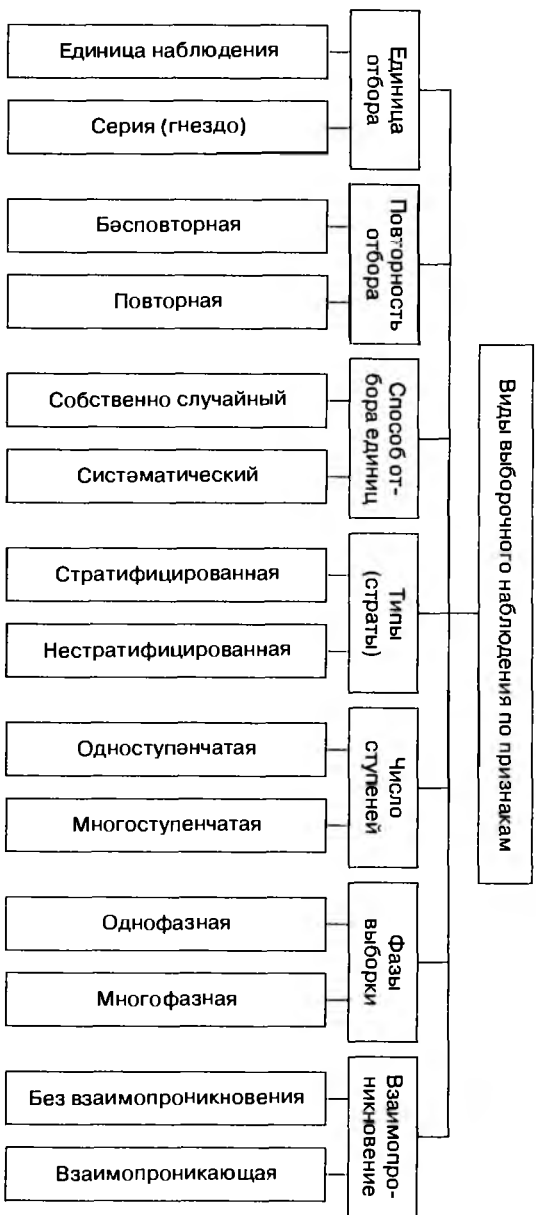 Виды выборочного наблюдения по признакам
Единица
отбора
Единица наблюдения
Серия (гнездо)
Повторность
отбора
Бесповторная
Повторная
Способ от-
бора единиц
Собственно случайный
Систематический
Типы
(страты)
Стратифицированная
Нестратифицированная
Число
ступеней
Одноступенчатая
Многоступенчатая
Фазы
выборки
Однофазная
Многофазная
Взаимопро-
никновение
Без взаимопроникновения
Взаимопроникающая